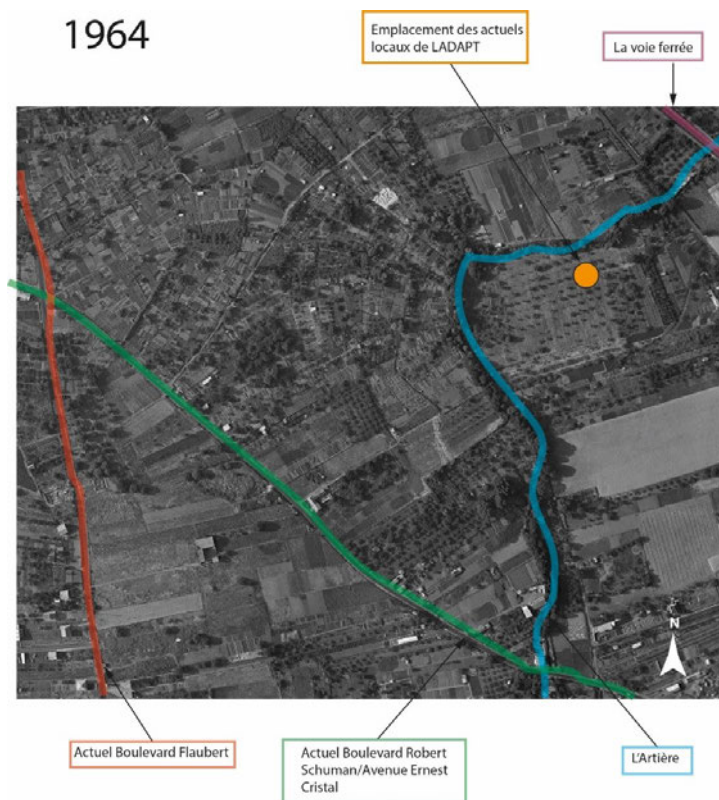 1964
Emplacement des actuels
locaux de LADAPT
La voie ferrée
N
Actuel Boulevard Flaubert
Actuel Boulevard Robert
Schuman/Avenue Ernest
Cristal
L'Artière